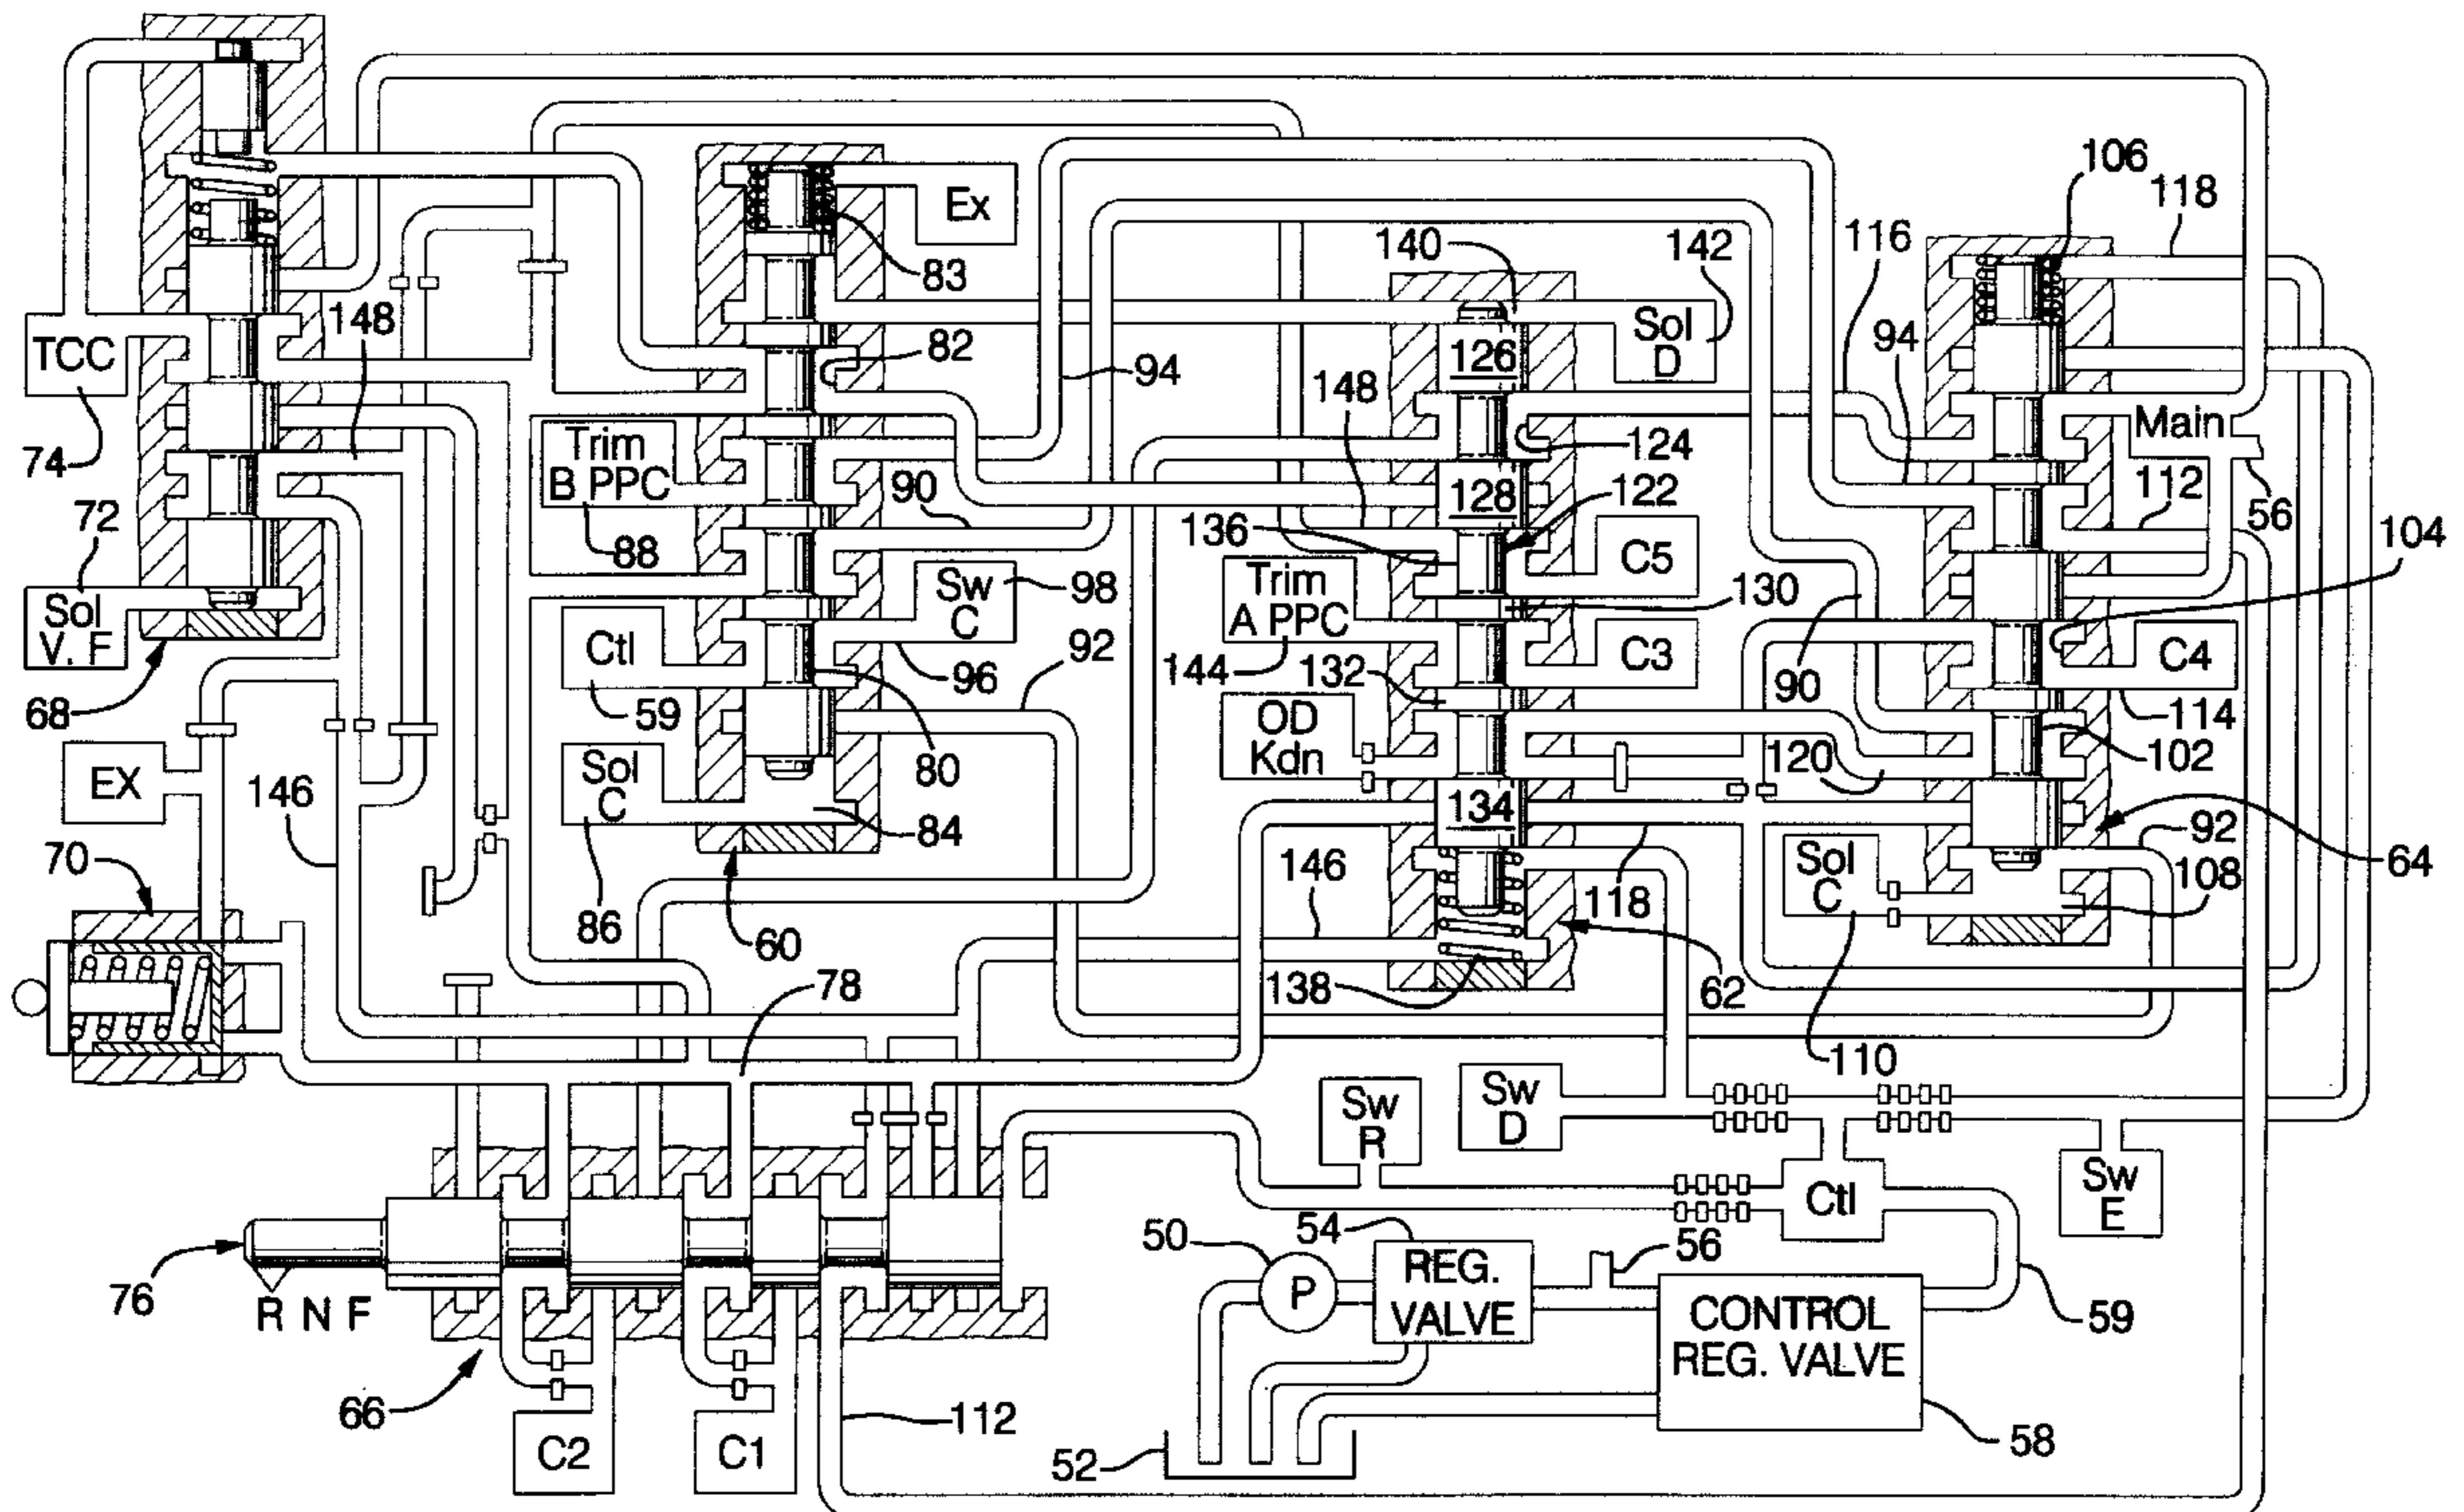 106
118
Ex
83
140
142
116
Sol
D
148
TCC
74
82
94
126
94
Main
148
124
112
56
104
Trim
B PPC
88
90
128
122
136
C5
72
Sol
V. F
68
Sw
C
98
Ctl
59
96
92
Trim
A PPC
144
130
C3
132
90
C4
114
102
OD
Kdn
120
EX
146
80
Sol
C
86
84
134
92
64
70
60
146
118
Sol
C
108
78
138
62
110
Sw
R
Sw
D
Ctl
Sw
E
76
R N F
50
54
56
P
REG.
VALVE
CONTROL
REG. VALVE
59
66
112
C2
C1
52
58